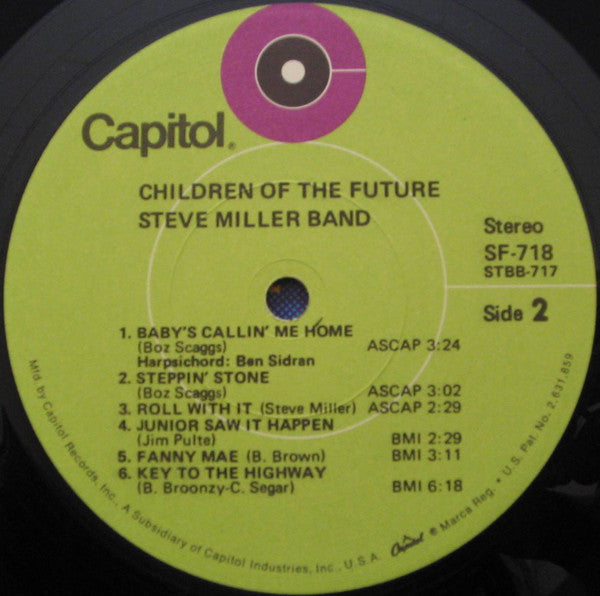 Capitol®
CHILDREN OF THE FUTURE
STEVE MILLER BAND
Stereo
SF-718
STBB-717
Side 2
1. BABY'S CALLIN' ME HOME
(Boz Scaggs) ASCAP 3:24
Harpsichord: Ben Sidran
2. STEPPIN' STONE
(Boz Scaggs) ASCAP 3:02
3. ROLL WITH IT (Steve Miller) ASCAP 2:29
4. JUNIOR SAW IT HAPPEN
(Jim Pulte) BMI 2:29
5. FANNY MAE (B. Brown) BMI 3:11
6. KEY TO THE HIGHWAY
(B. Broonzy-C. Segar) BMI 6:18
Mfd. by Capitol Records, Inc., A Subsidiary of Capitol Industries, Inc., U.S.A. Capitol ® Marca Reg. • U.S. Pat. No. 2,631,859